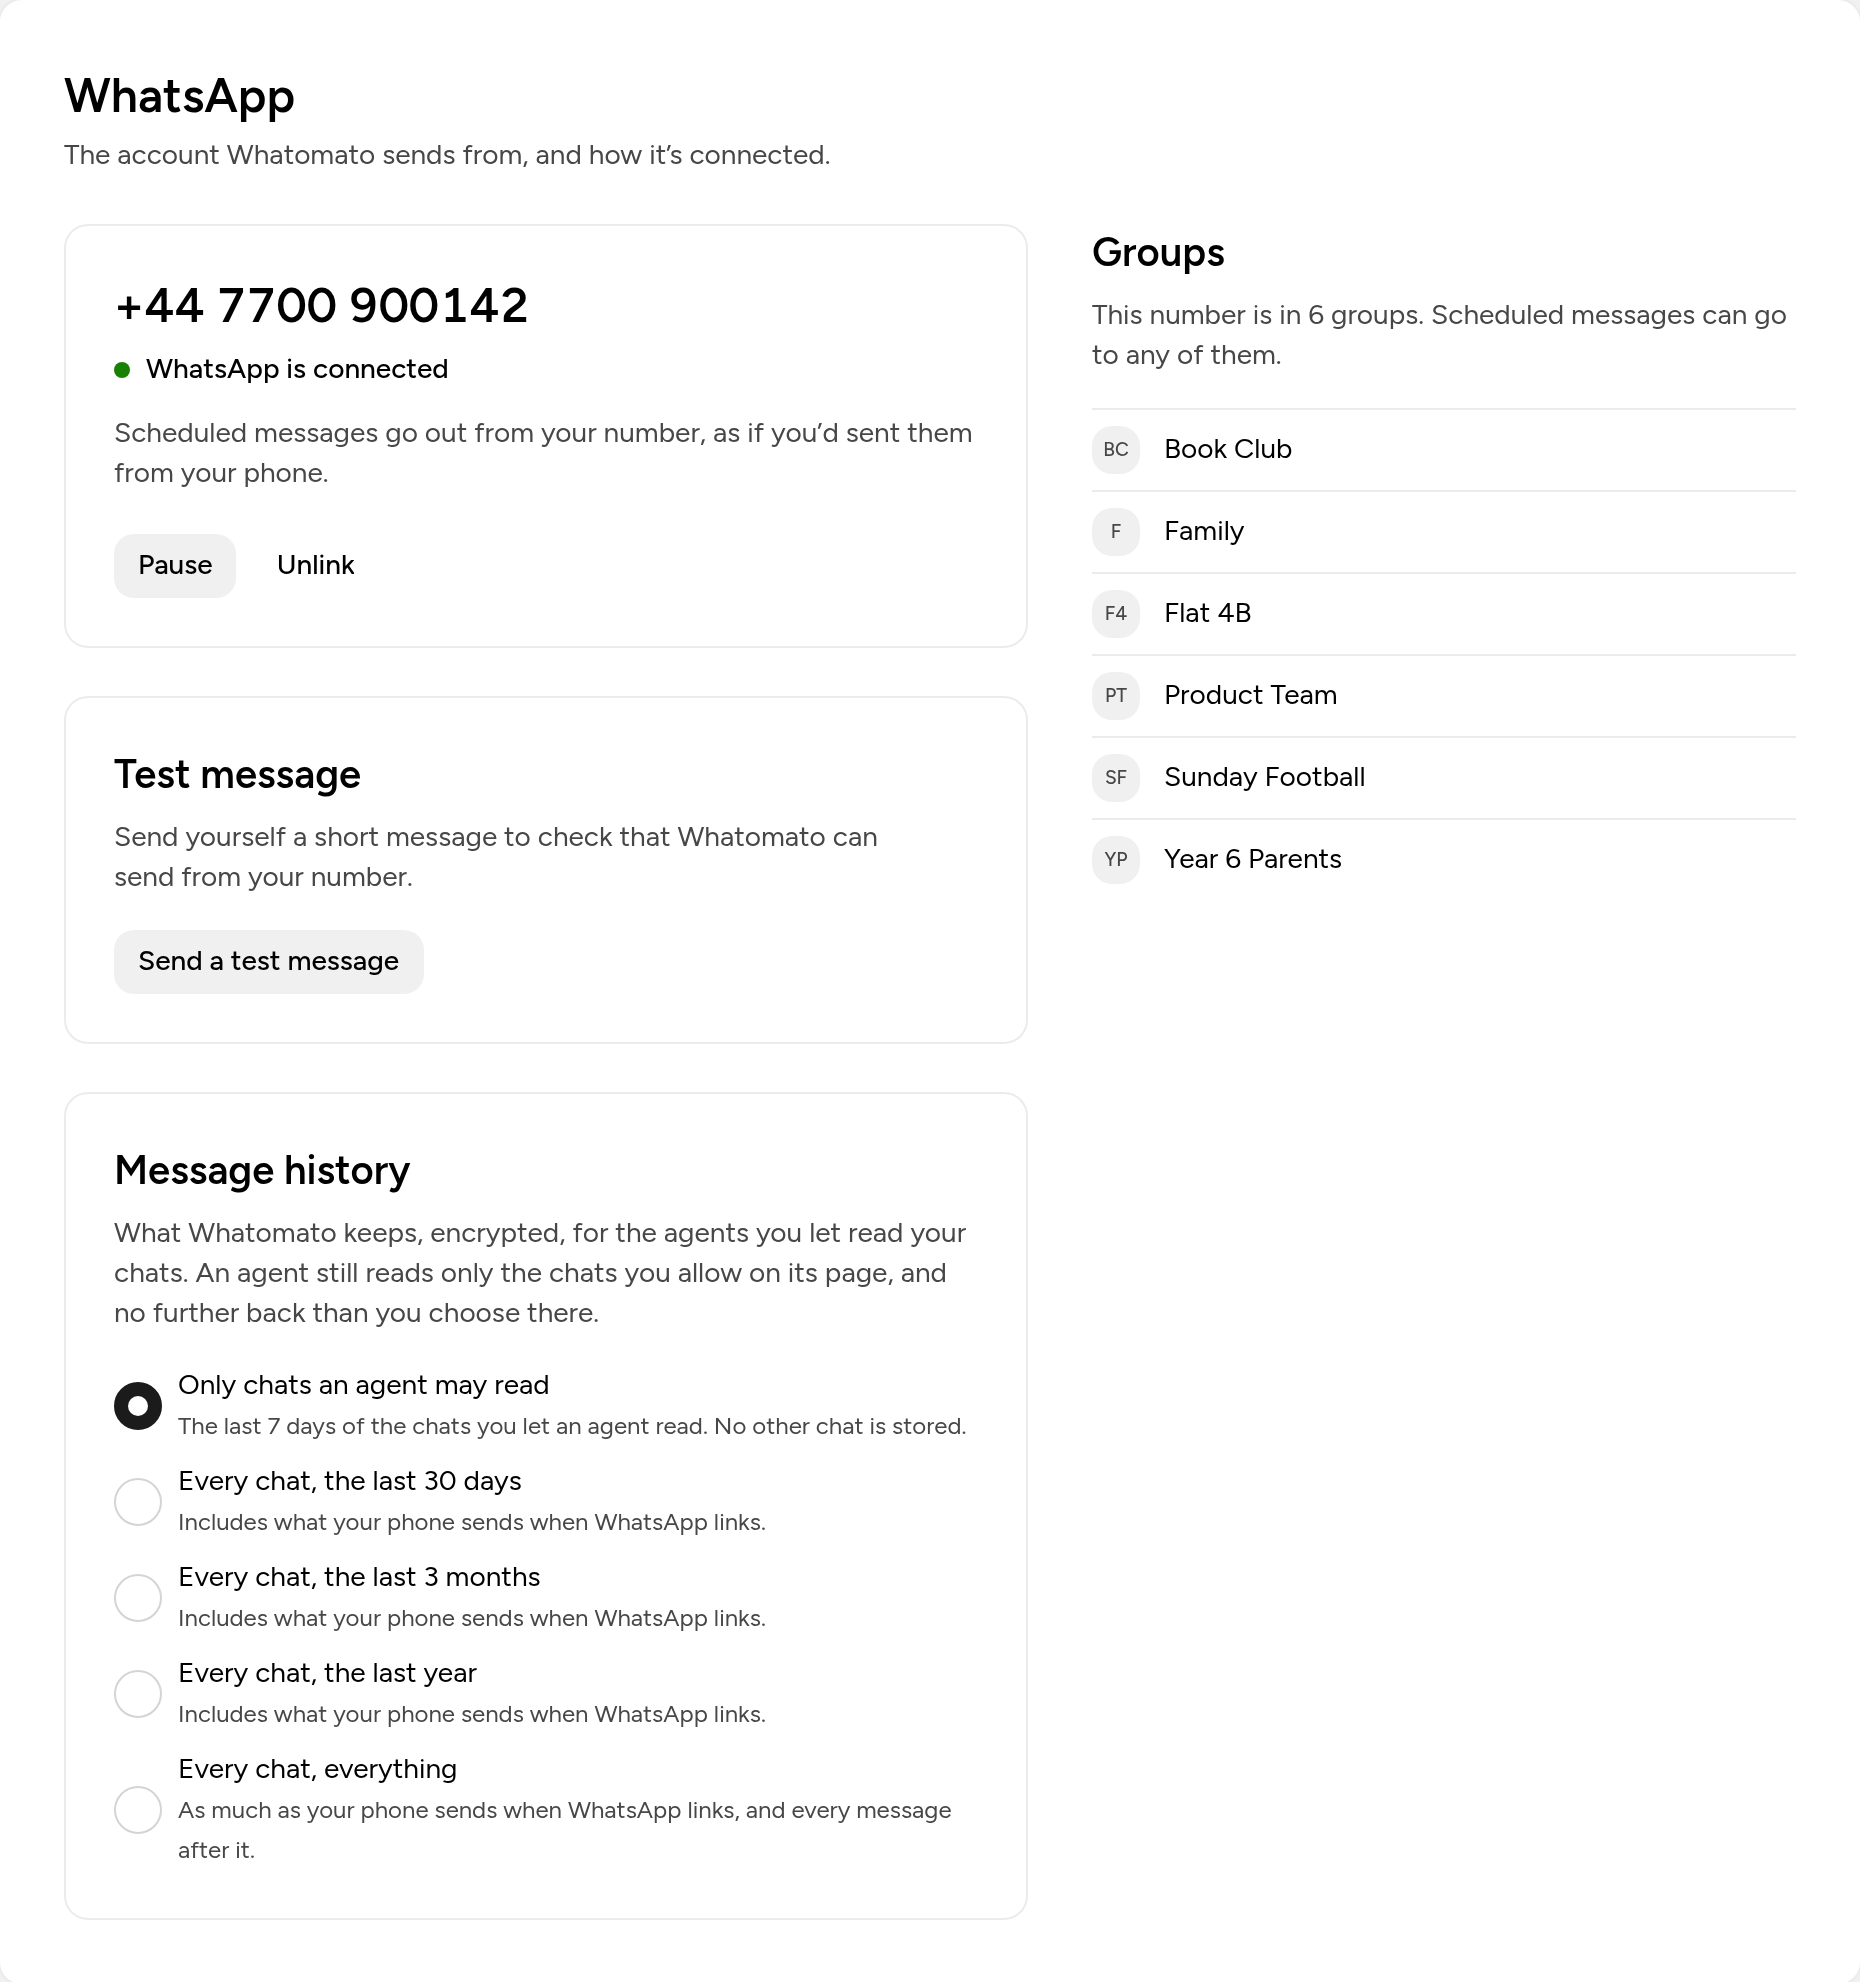 WhatsApp
The account Whatomato sends from, and how it’s connected.
+44 7700 900142
WhatsApp is connected
Scheduled messages go out from your number, as if you’d sent them
from your phone.
Pause
Unlink
Test message
Send yourself a short message to check that Whatomato can
send from your number.
Send a test message
Message history
What Whatomato keeps, encrypted, for the agents you let read your
chats. An agent still reads only the chats you allow on its page, and
no further back than you choose there.
Only chats an agent may read
The last 7 days of the chats you let an agent read. No other chat is stored.
Every chat, the last 30 days
Includes what your phone sends when WhatsApp links.
Every chat, the last 3 months
Includes what your phone sends when WhatsApp links.
Every chat, the last year
Includes what your phone sends when WhatsApp links.
Every chat, everything
As much as your phone sends when WhatsApp links, and every message
after it.
Groups
This number is in 6 groups. Scheduled messages can go
to any of them.
BC Book Club
F Family
F4 Flat 4B
PT Product Team
SF Sunday Football
YP Year 6 Parents